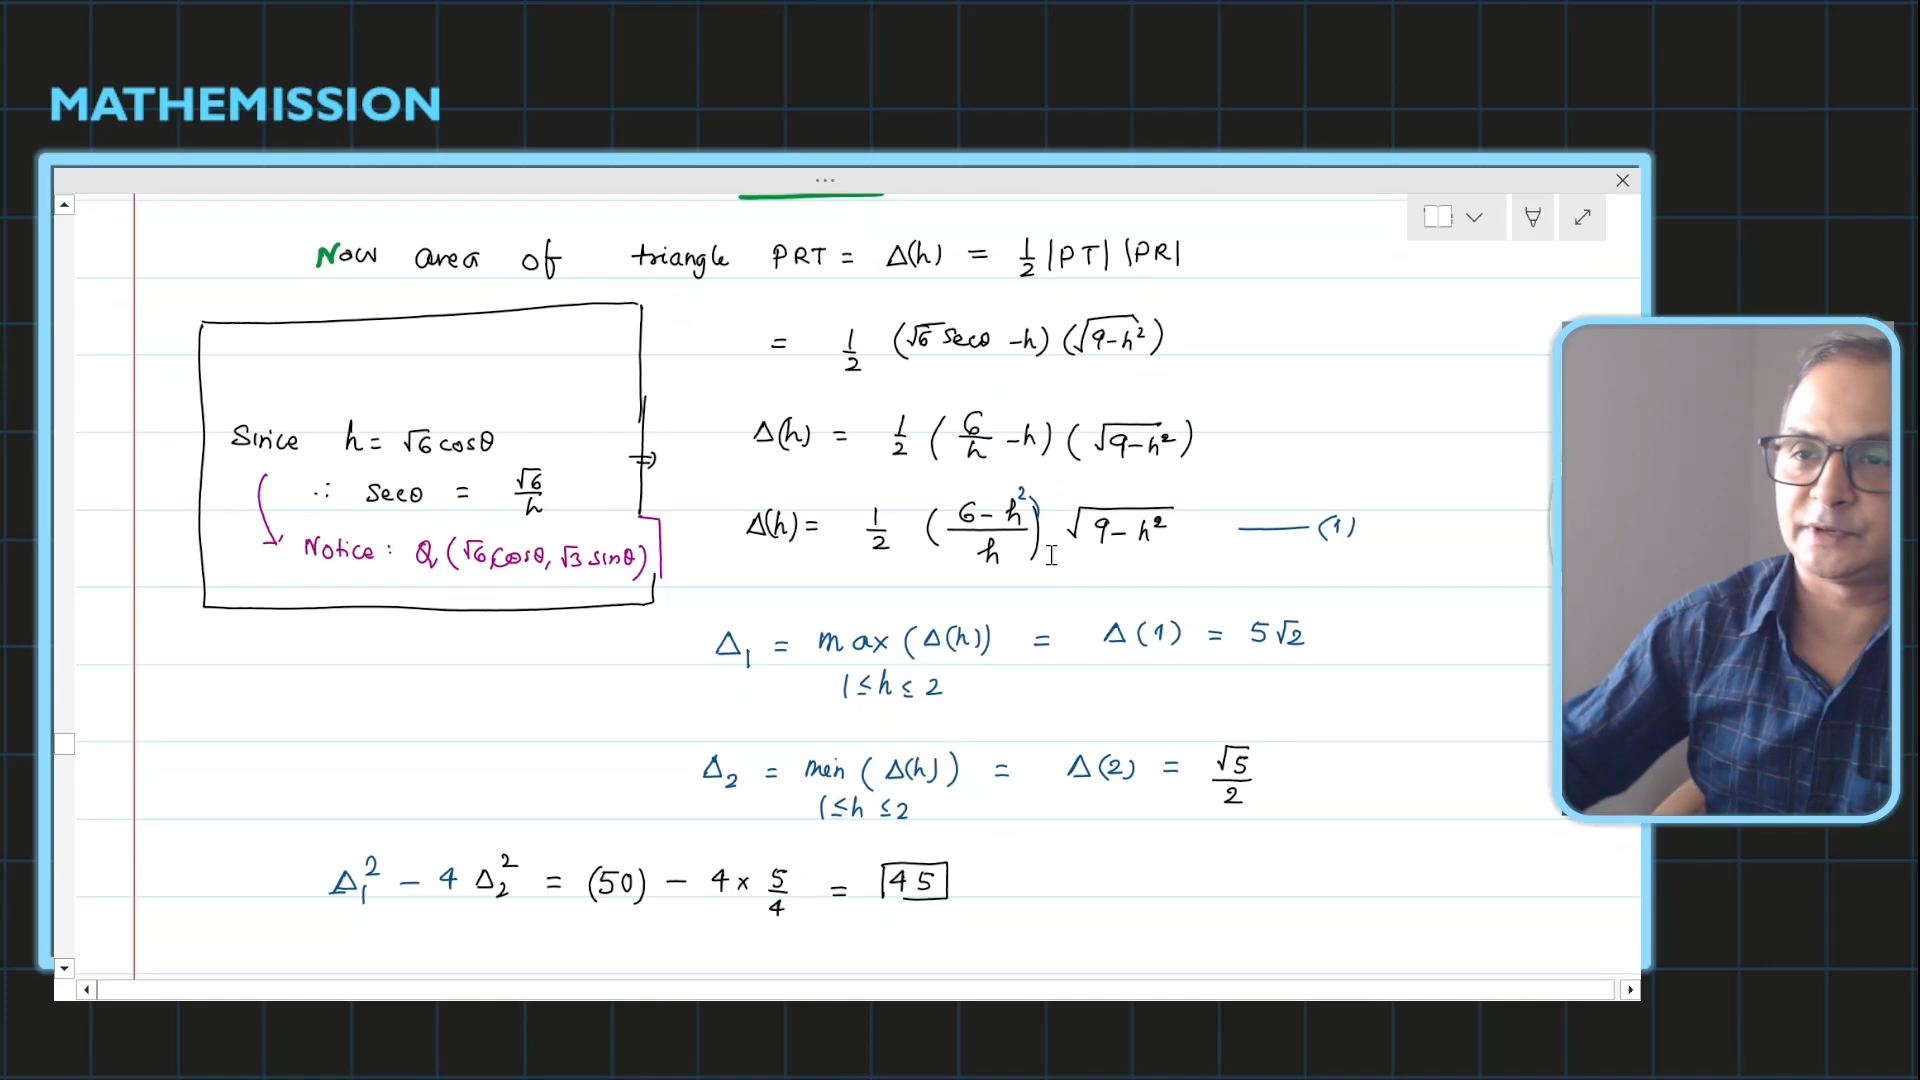 MATHEMISSION
Now area of triangle PRT = Δ(h) = 1/2 |PT| |PR|
= 1/2 (√6 secθ - h) (√9-h²)
Δ(h) = 1/2 (6/h - h) (√9-h²)
Δ(h) = 1/2 (6-h²/h) √9-h² —— (1)
Since h = √6 cosθ ⇒
∴ secθ = √6/h
Notice: Q (√6 cosθ, √3 sinθ)
Δ₁ = max (Δ(h)) = Δ(1) = 5√2
1≤h≤2
Δ₂ = min (Δ(h)) = Δ(2) = √5/2
1≤h≤2
Δ₁² - 4 Δ₂² = (50) - 4 × 5/4 = 45